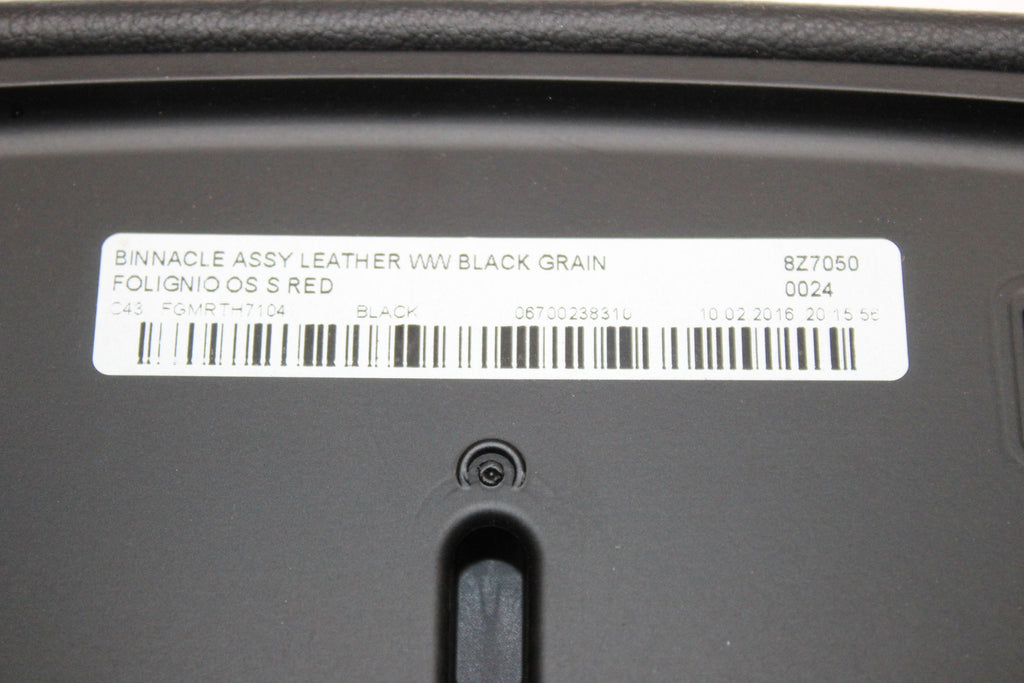 BINNACLE ASSY LEATHER WW BLACK GRAIN 8Z7050
FOLIGNIO OS S RED 0024
C43 FGMRTH7104 BLACK 06700238310 10 02 2016 20 15 56